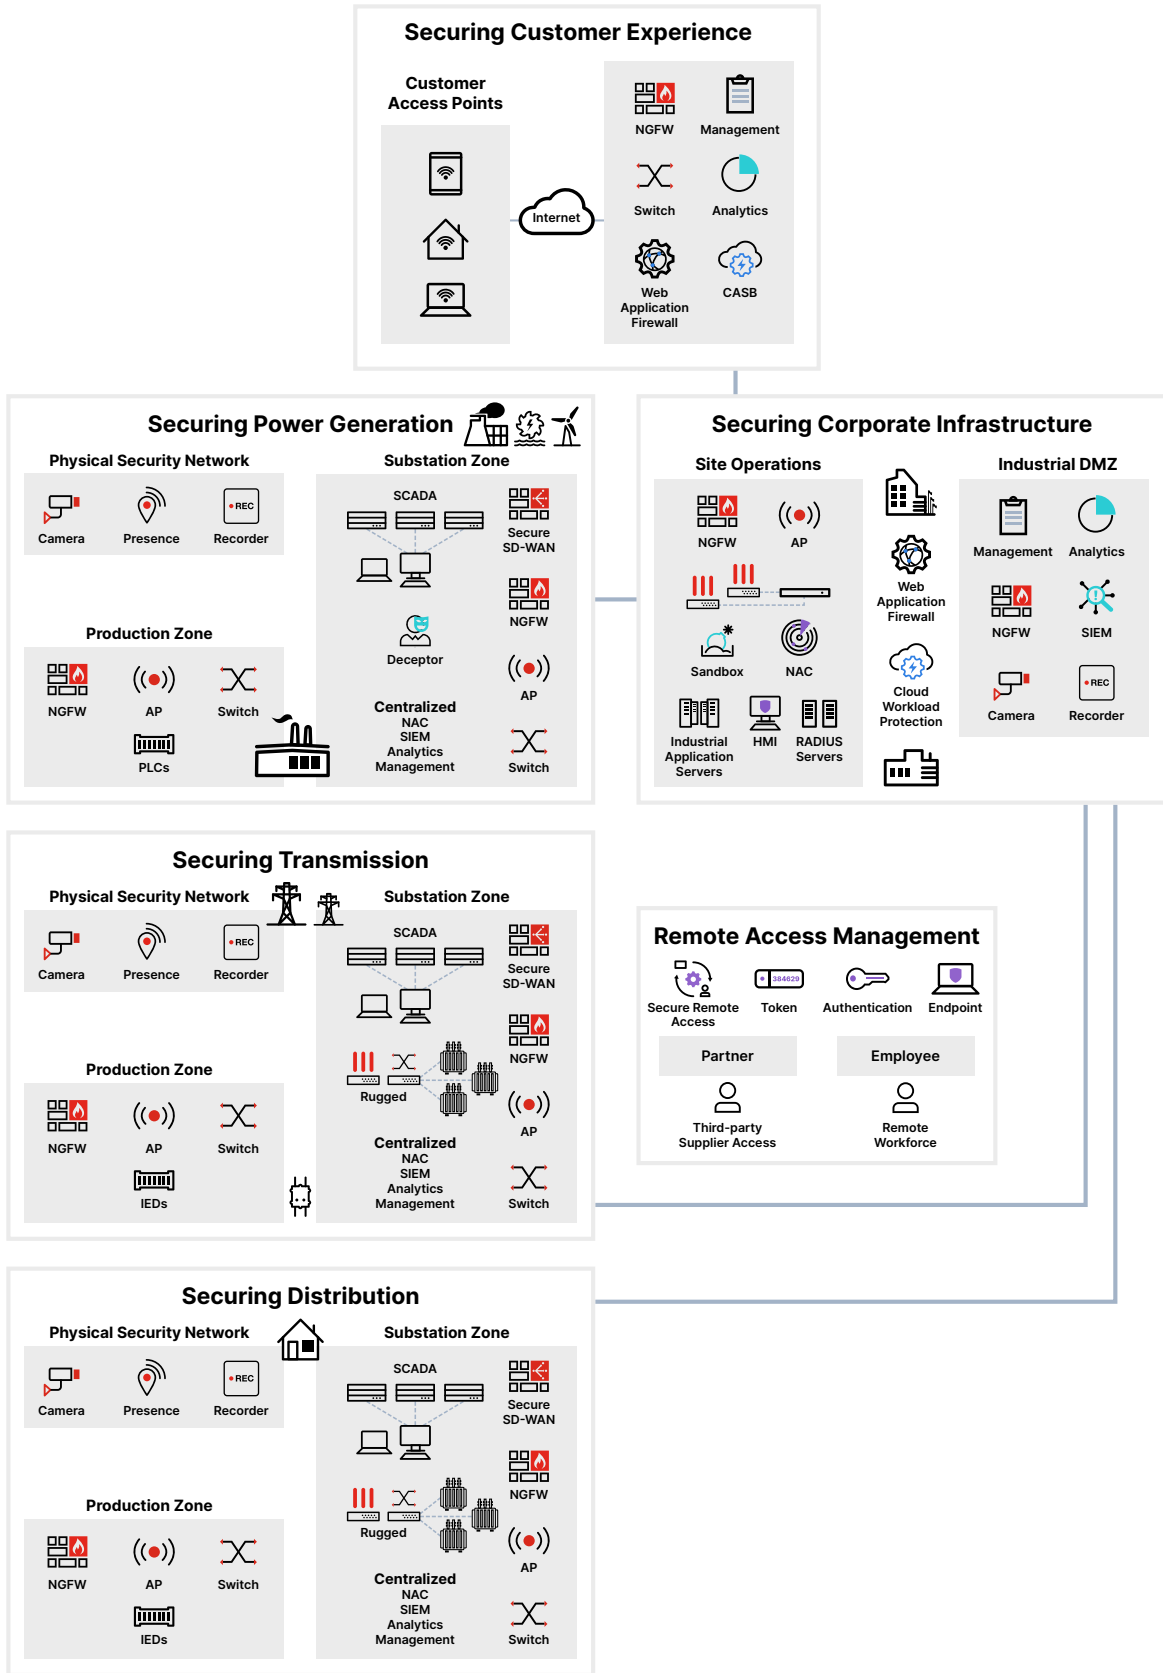 Securing Customer Experience
Customer
Access Points
Internet
NGFW
Management
Switch
Analytics
Web
Application
Firewall
CASB
Securing Power Generation
Physical Security Network
Camera
Presence
REC
Recorder
Production Zone
NGFW
AP
Switch
PLCs
Substation Zone
SCADA
Secure
SD-WAN
NGFW
Deceptor
AP
Centralized
NAC
SIEM
Analytics
Management
Switch
Securing Corporate Infrastructure
Site Operations
NGFW
AP
Sandbox
NAC
Industrial
Application
Servers
HMI
RADIUS
Servers
Web
Application
Firewall
Cloud
Workload
Protection
Industrial DMZ
Management
Analytics
NGFW
SIEM
Camera
REC
Recorder
Securing Transmission
Physical Security Network
Camera
Presence
REC
Recorder
Production Zone
NGFW
AP
Switch
IEDs
Substation Zone
SCADA
Secure
SD-WAN
NGFW
Rugged
AP
Centralized
NAC
SIEM
Analytics
Management
Switch
Remote Access Management
Secure Remote
Access
384629
Token
Authentication
Endpoint
Partner
Employee
Third-party
Supplier Access
Remote
Workforce
Securing Distribution
Physical Security Network
Camera
Presence
REC
Recorder
Production Zone
NGFW
AP
Switch
IEDs
Substation Zone
SCADA
Secure
SD-WAN
NGFW
Rugged
AP
Centralized
NAC
SIEM
Analytics
Management
Switch